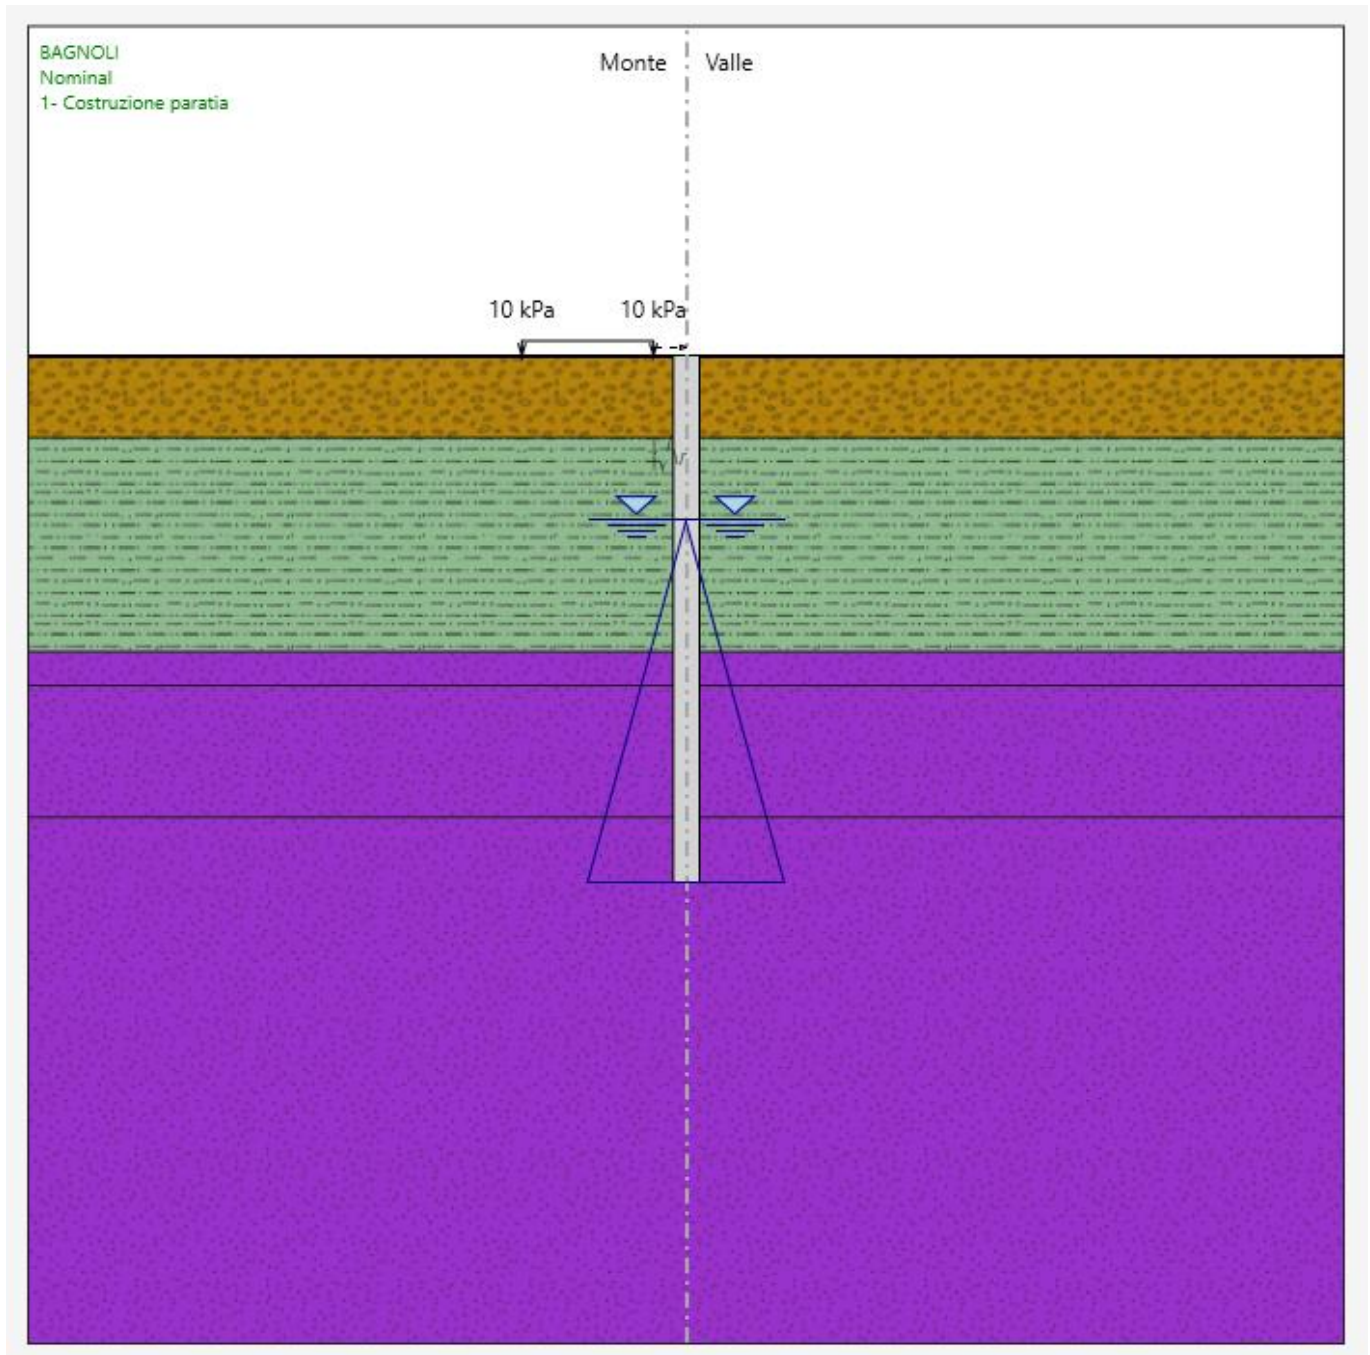 BAGNOLI
Nominal
1- Costruzione paratia
Monte
Valle
10 kPa
10 kPa